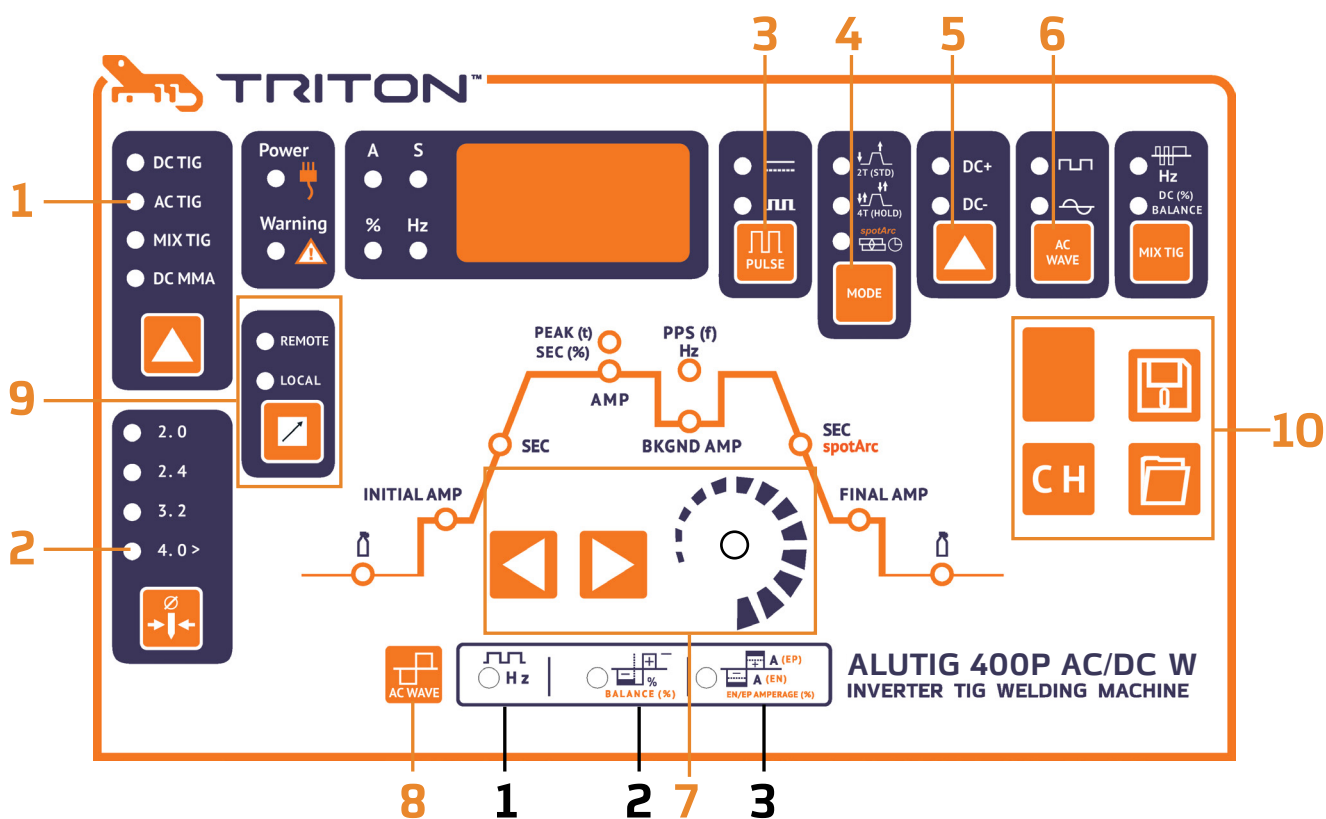 3 4 5 6
TRITON™
DC TIG
AC TIG
MIX TIG
DC MMA
1
Power
Warning
A S
% Hz
PULSE
2T (STD)
4T (HOLD)
spotArc
MODE
DC+
DC-
AC
WAVE
Hz
DC (%)
BALANCE
MIX TIG
9
REMOTE
LOCAL
2.0
2.4
3.2
4.0>
2
Ø
PEAK (t)
SEC (%)
AMP
PPS (f)
Hz
BKGND AMP
SEC
SEC
spotArc
INITIAL AMP
FINAL AMP
CH
10
AC WAVE
Hz
%
BALANCE (%)
A (EP)
A (EN)
EN/EP AMPERAGE (%)
ALUTIG 400P AC/DC W
INVERTER TIG WELDING MACHINE
8 1 2 7 3